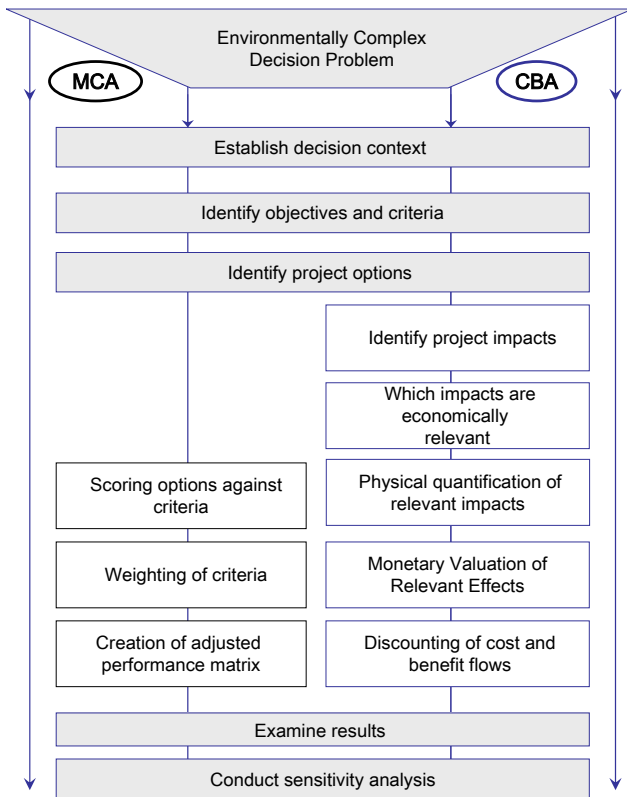 Environmentally Complex
Decision Problem
MCA
CBA
Establish decision context
Identify objectives and criteria
Identify project options
Identify project impacts
Which impacts are
economically
relevant
Scoring options against
criteria
Physical quantification of
relevant impacts
Weighting of criteria
Monetary Valuation of
Relevant Effects
Creation of adjusted
performance matrix
Discounting of cost and
benefit flows
Examine results
Conduct sensitivity analysis